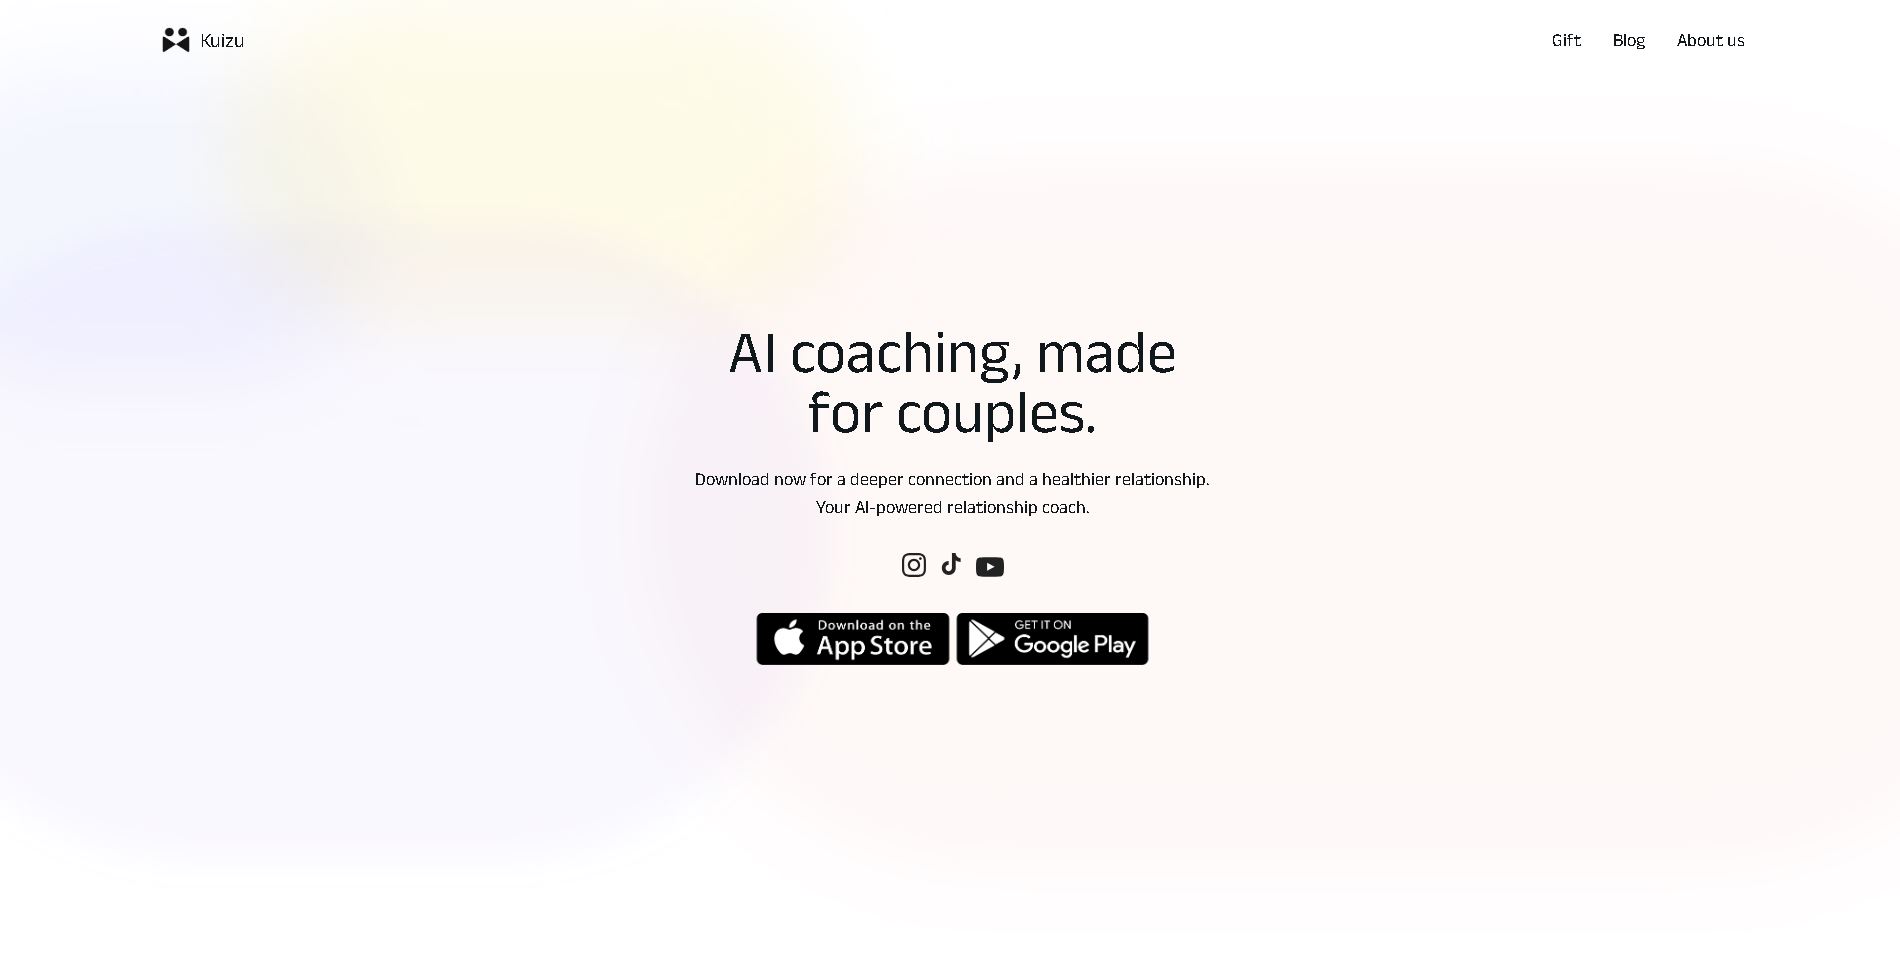 Kuizu
Gift
Blog
About us
AI coaching, made
for couples.
Download now for a deeper connection and a healthier relationship.
Your AI-powered relationship coach.
Download on the
App Store
GET IT ON
Google Play